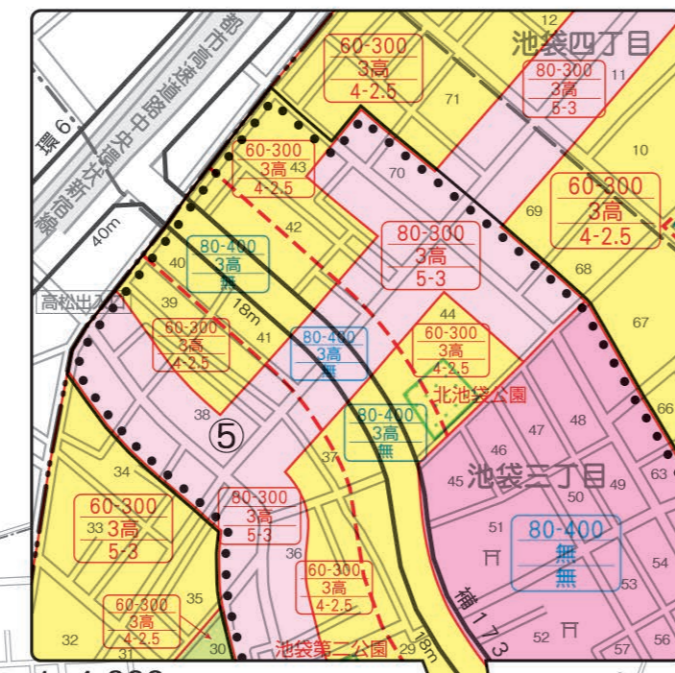 池袋四丁目
12
11
60-300
3高
4-2.5
80-300
3高
5-3
71
都市高速道路中央環状新宿線
環6
40m
高松出入口
60-300
3高
4-2.5
43
70
10
60-300
3高
4-2.5
69
42
80-400
3高
無
40
80-300
3高
5-3
68
39
18m
41
60-300
3高
4-2.5
80-400
3高
無
44
60-300
3高
4-2.5
67
38
⑤
80-400
3高
無
北池袋公園
66
48
47
46
45
池袋三丁目
63
49
50
37
34
60-300
3高
5-3
33
80-300
3高
5-3
36
51
80-400
無
無
54
53
60-300
3高
4-2.5
補173
60-300
3高
4-2.5
35
32
31
30
池袋第二公園
29
18m
52
57
56